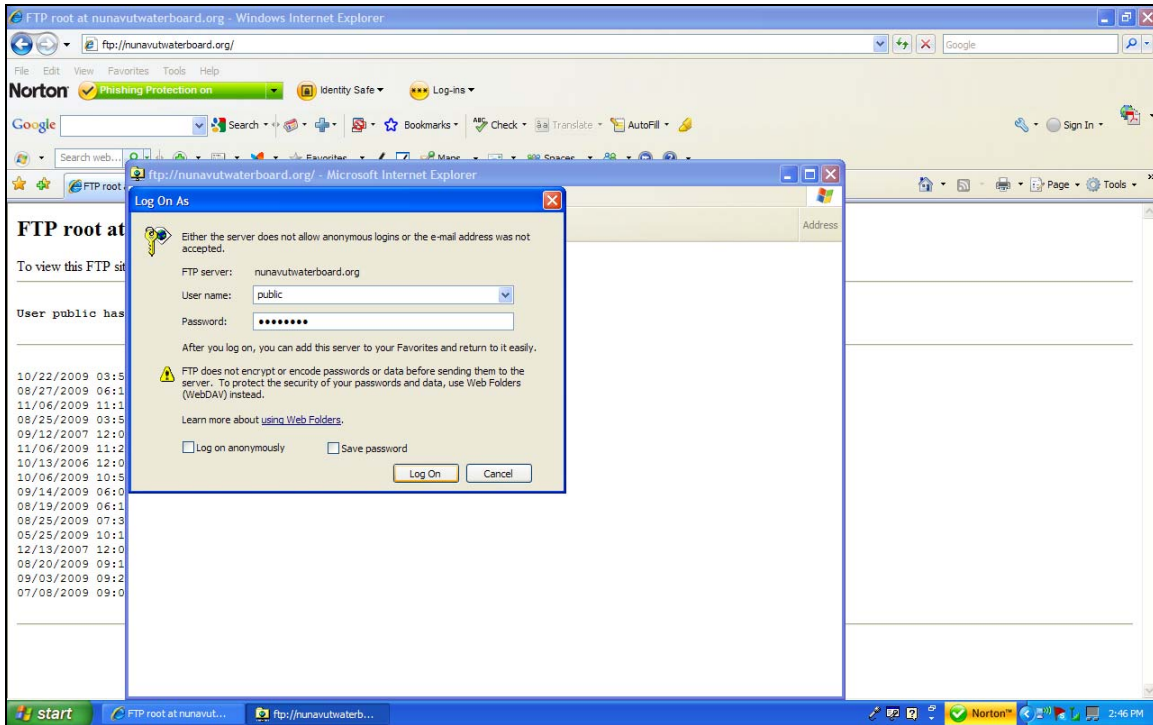 FTP root at nunavutwaterboard.org - Windows Internet Explorer
ftp://nunavutwaterboard.org/
Google
File Edit View Favorites Tools Help
Norton Phishing Protection on Identity Safe Log-ins
Google Search Bookmarks Check Translate AutoFill Sign In
Search web... Favorites Maps Spaces
FTP root Page Tools
ftp://nunavutwaterboard.org/ - Microsoft Internet Explorer
Address
Log On As
Either the server does not allow anonymous logins or the e-mail address was not
accepted.
FTP server: nunavutwaterboard.org
User name: public
Password: ••••••••
After you log on, you can add this server to your Favorites and return to it easily.
FTP does not encrypt or encode passwords or data before sending them to the
server. To protect the security of your passwords and data, use Web Folders
(WebDAV) instead.
Learn more about using Web Folders.
Log on anonymously Save password
Log On Cancel
FTP root at
To view this FTP sit
User public has
10/22/2009 03:5
08/27/2009 06:1
11/06/2009 11:1
08/25/2009 03:5
09/12/2007 12:0
11/06/2009 11:2
10/13/2006 12:0
10/06/2009 10:5
09/14/2009 06:0
08/19/2009 06:1
08/25/2009 07:3
05/25/2009 10:1
12/13/2007 12:0
08/20/2009 09:1
09/03/2009 09:2
07/08/2009 09:0
start FTP root at nunavut... ftp://nunavutwaterb... Norton™ 2:46 PM